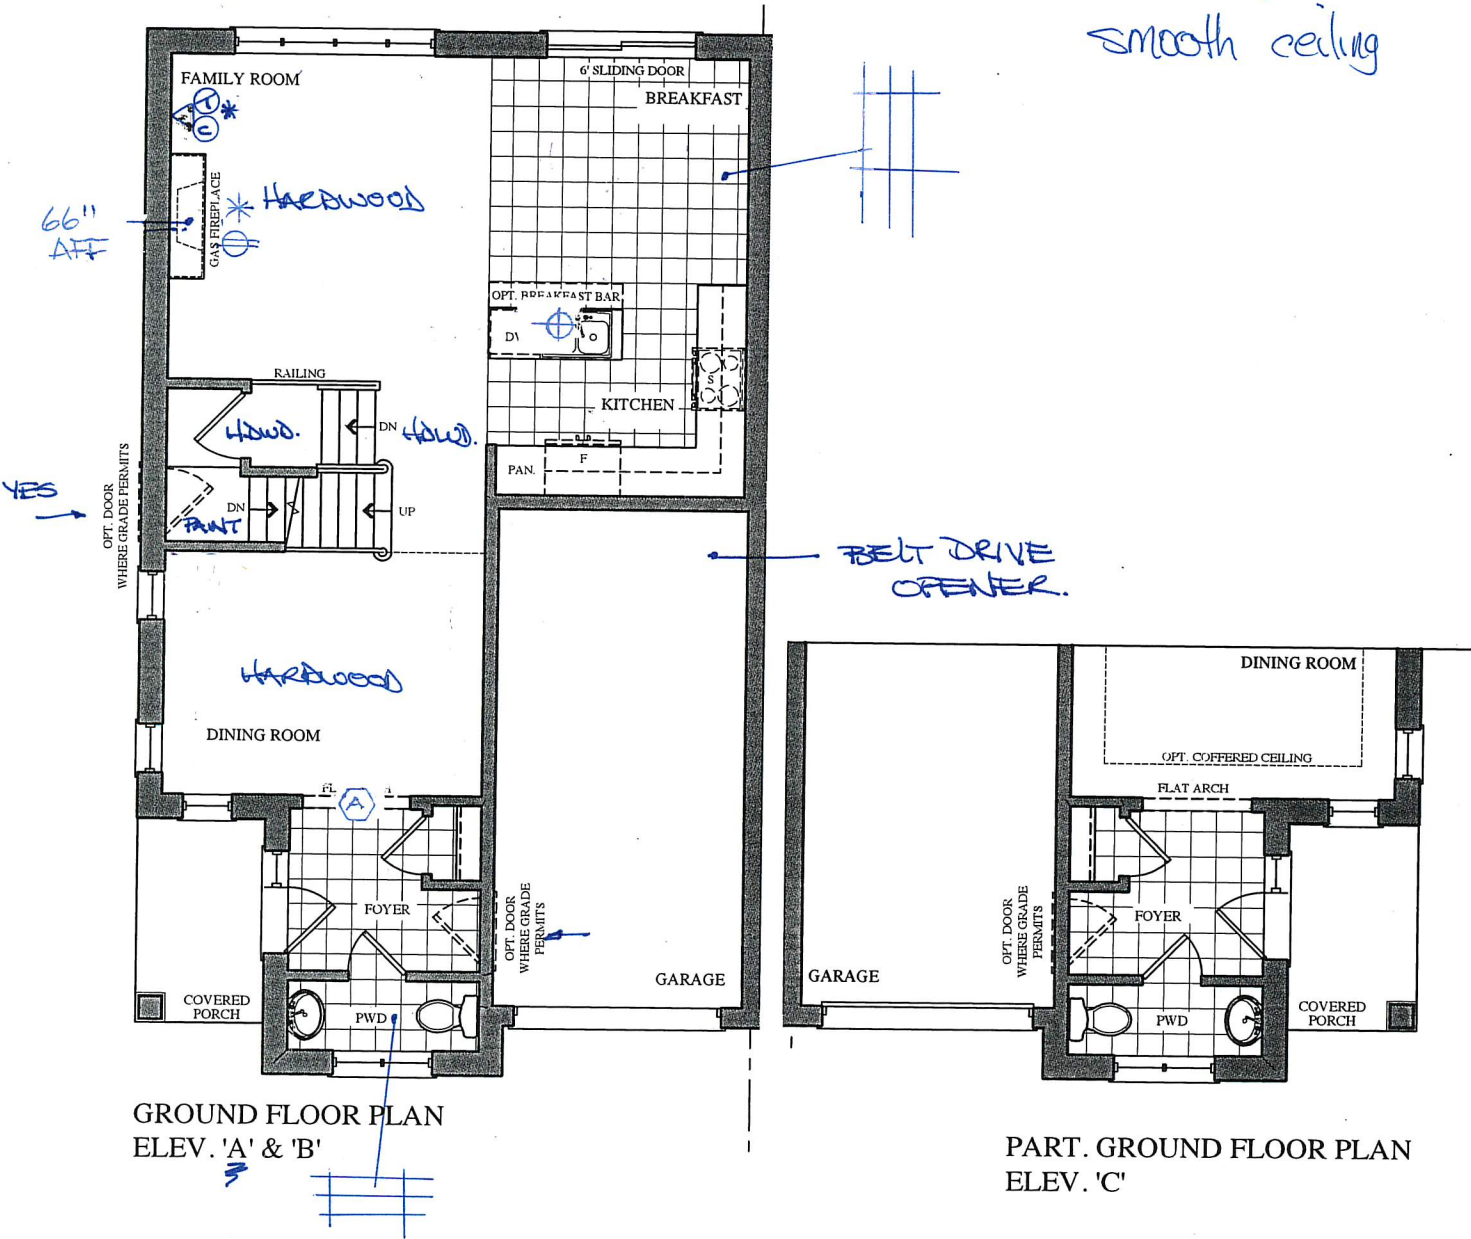 smooth ceiling
FAMILY ROOM
6' SLIDING DOOR
BREAKFAST
T
C
GAS FIREPLACE
HARDWOOD
66"
AFF
OPT. BREAKFAST BAR
S
KITCHEN
RAILING
HDWD.
DN
HDWD.
PAN.
F
YES
OPT. DOOR
WHERE GRADE PERMITS
DN
UP
PAINT
BELT DRIVE
OPENER.
HARDWOOD
DINING ROOM
A
FOYER
OPT. DOOR
WHERE GRADE
PERMITS
GARAGE
COVERED
PORCH
PWD
GROUND FLOOR PLAN
ELEV. 'A' & 'B'
DINING ROOM
OPT. COFFERED CEILING
FLAT ARCH
OPT. DOOR
WHERE GRADE
PERMITS
FOYER
GARAGE
PWD
COVERED
PORCH
PART. GROUND FLOOR PLAN
ELEV. 'C'